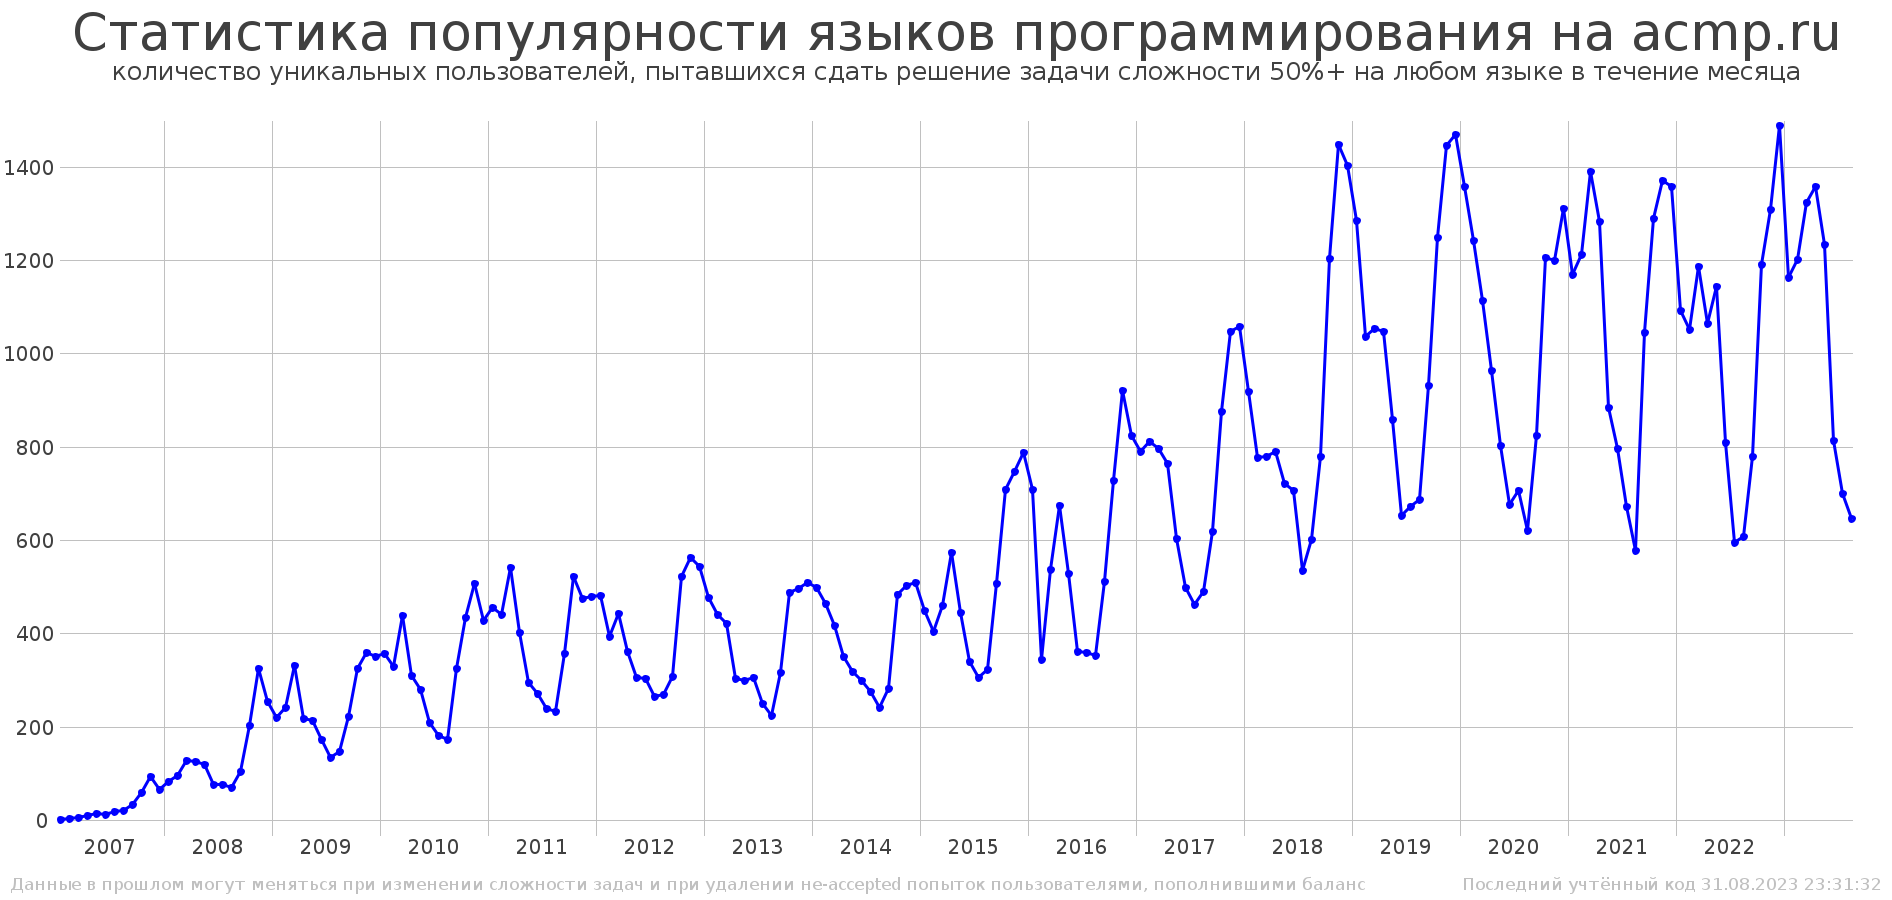 Статистика популярности языков программирования на acmp.ru
количество уникальных пользователей, пытавшихся сдать решение задачи сложности 50%+ на любом языке в течение месяца
1400
1200
1000
800
600
400
200
0
2007 2008 2009 2010 2011 2012 2013 2014 2015 2016 2017 2018 2019 2020 2021 2022
Данные в прошлом могут меняться при изменении сложности задач и при удалении не-accepted попыток пользователями, пополнившими баланс
Последний учтённый код 31.08.2023 23:31:32